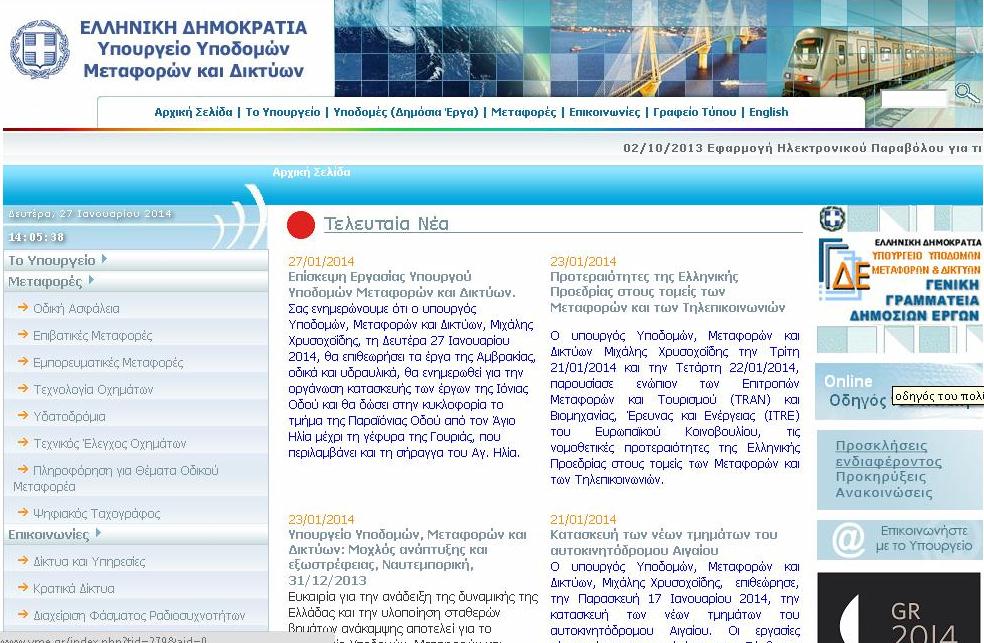 ΕΛΛΗΝΙΚΗ ΔΗΜΟΚΡΑΤΙΑ
Υπουργείο Υποδομών
Μεταφορών και Δικτύων
Αρχική Σελίδα | Το Υπουργείο | Υποδομές (Δημόσια Έργα) | Μεταφορές | Επικοινωνίες | Γραφείο Τύπου | English
02/10/2013 Εφαρμογή Ηλεκτρονικού Παραβόλου για τι
Αρχική Σελίδα
Δευτέρα, 27 Ιανουαρίου 2014
14:05:38
Το Υπουργείο
Μεταφορές
Οδική Ασφάλεια
Επιβατικές Μεταφορές
Εμπορευματικές Μεταφορές
Τεχνολογία Οχημάτων
Υδατοδρόμια
Τεχνικός Έλεγχος Οχημάτων
Πληροφόρηση για Θέματα Οδικού
Μεταφορέα
Ψηφιακός Ταχογράφος
Επικοινωνίες
Δίκτυα και Υπηρεσίες
Κρατικά Δίκτυα
Διαχείριση Φάσματος Ραδιοσυχνοτήτων
www.yme.gr/index.php?tid=279&aid=0
Τελευταία Νέα
27/01/2014
Επίσκεψη Εργασίας Υπουργού
Υποδομών Μεταφορών και Δικτύων.
Σας ενημερώνουμε ότι ο υπουργός
Υποδομών, Μεταφορών και Δικτύων, Μιχάλης
Χρυσοχοΐδης, τη Δευτέρα 27 Ιανουαρίου
2014, θα επιθεωρήσει τα έργα της Αμβρακίας,
οδικά και υδραυλικά, θα ενημερωθεί για την
οργάνωση κατασκευής των έργων της Ιόνιας
Οδού και θα δώσει στην κυκλοφορία το
τμήμα της Παραϊόνιας Οδού από τον Άγιο
Ηλία μέχρι τη γέφυρα της Γουριάς, που
περιλαμβάνει και τη σήραγγα του Αγ. Ηλία.
23/01/2014
Προτεραιότητες της Ελληνικής
Προεδρίας στους τομείς των
Μεταφορών και των Τηλεπικοινωνιών
Ο υπουργός Υποδομών, Μεταφορών και
Δικτύων Μιχάλης Χρυσοχοΐδης την Τρίτη
21/01/2014 και την Τετάρτη 22/01/2014,
παρουσίασε ενώπιον των Επιτροπών
Μεταφορών και Τουρισμού (TRAN) και
Βιομηχανίας, Έρευνας και Ενέργειας (ITRE)
του Ευρωπαϊκού Κοινοβουλίου, τις
νομοθετικές προτεραιότητες της Ελληνικής
Προεδρίας στους τομείς των Μεταφορών και
των Τηλεπικοινωνιών.
23/01/2014
Υπουργείο Υποδομών, Μεταφορών και
Δικτύων: Μοχλός ανάπτυξης και
εξωστρέφειας, Ναυτεμπορική,
31/12/2013
Ευκαιρία για την ανάδειξη της δυναμικής της
Ελλάδας και την υλοποίηση σταθερών
βημάτων ανάκαμψης αποτελεί για το
21/01/2014
Κατασκευή των νέων τμημάτων του
αυτοκινητόδρομου Αιγαίου
Ο υπουργός Υποδομών, Μεταφορών και
Δικτύων, Μιχάλης Χρυσοχοΐδης, επιθεώρησε,
την Παρασκευή 17 Ιανουαρίου 2014, την
κατασκευή των νέων τμημάτων του
αυτοκινητόδρομου Αιγαίου. Οι εργασίες
ΕΛΛΗΝΙΚΗ ΔΗΜΟΚΡΑΤΙΑ
ΥΠΟΥΡΓΕΙΟ ΥΠΟΔΟΜΩΝ
ΜΕΤΑΦΟΡΩΝ & ΔΙΚΤΥΩΝ
ΓΕΝΙΚΗ
ΓΡΑΜΜΑΤΕΙΑ
ΔΗΜΟΣΙΩΝ ΕΡΓΩΝ
ΔΕ
Online
Οδηγός
οδηγός του πολί
Προσκλήσεις
ενδιαφέροντος
Προκηρύξεις
Ανακοινώσεις
@ Επικοινωνήστε
με το Υπουργείο
GR
2014